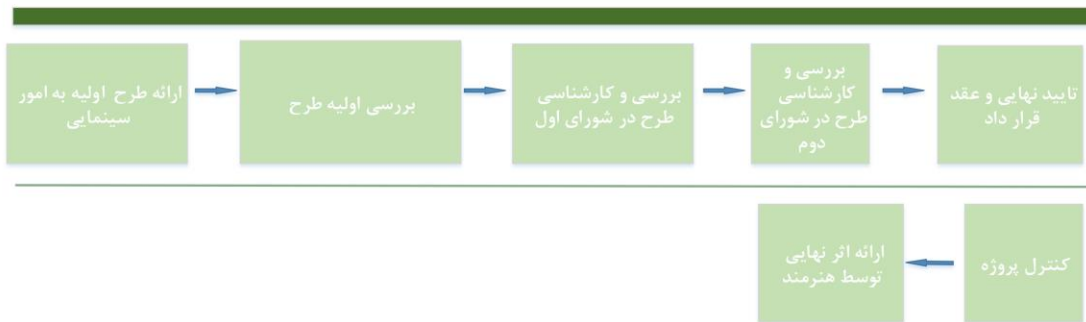 ارائه طرح اولیه به امور
سینمایی
بررسی اولیه طرح
بررسی و کارشناسی
طرح در شورای اول
بررسی و
کارشناسی
طرح در شورای
دوم
تایید نهایی و عقد
قرار داد
کنترل پروژه
ارائه اثر نهایی
توسط هنرمند